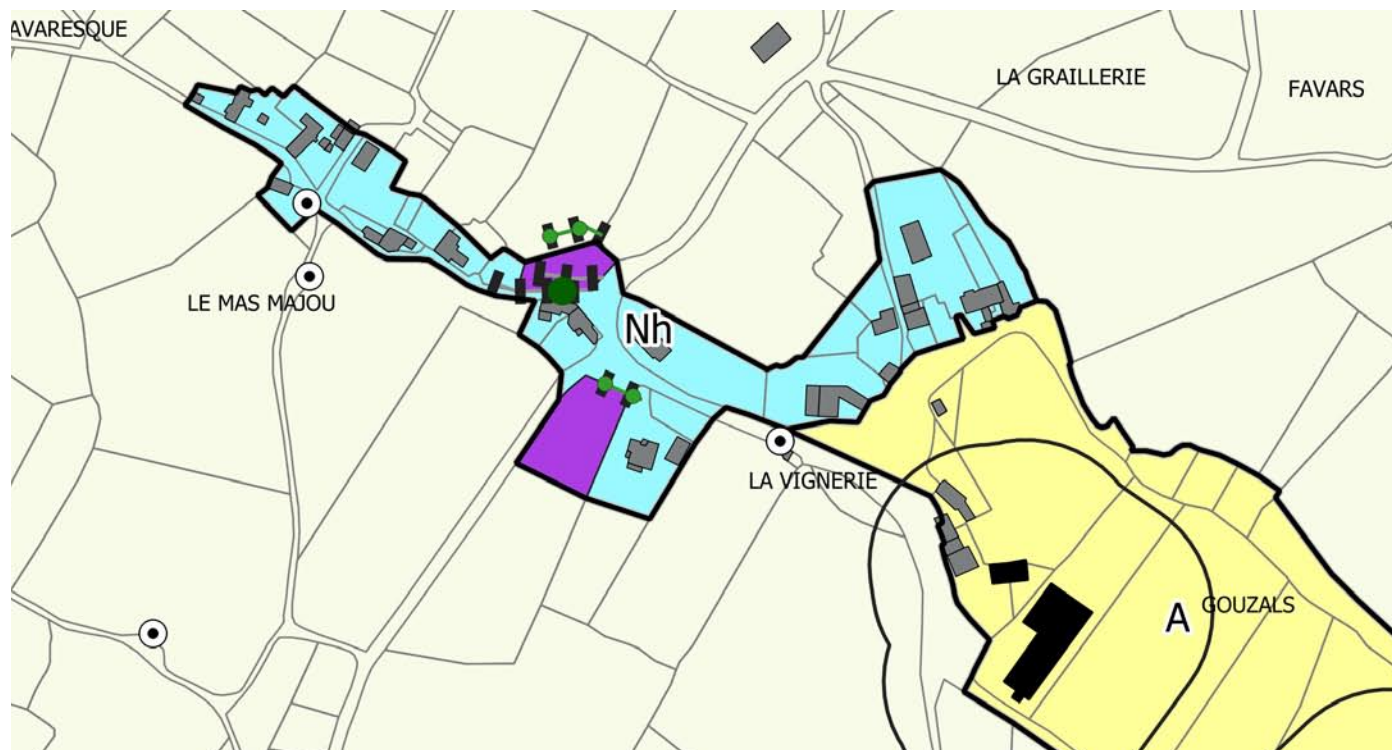 AVARESQUE
LA GRAILLERIE
FAVARS
LE MAS MAJOU
Nh
LA VIGNERIE
A
GOUZALS